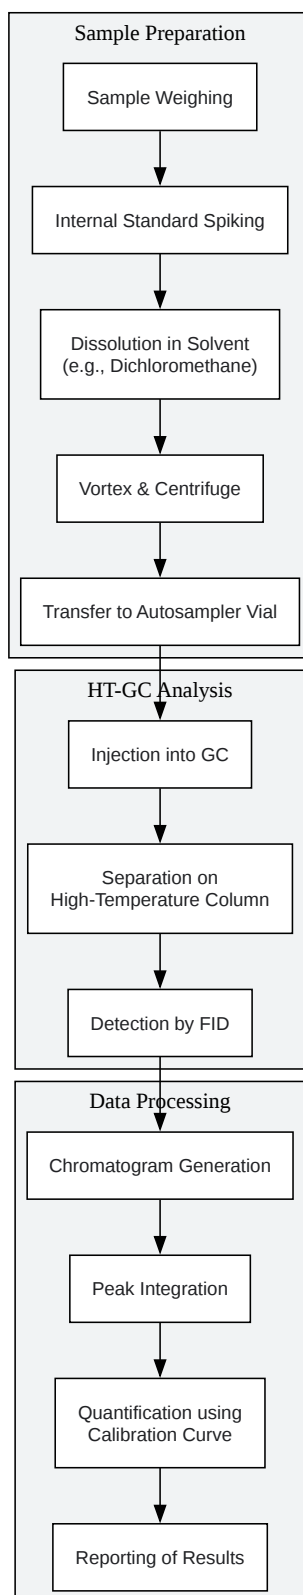 Sample Preparation
Sample Weighing
Internal Standard Spiking
Dissolution in Solvent
(e.g., Dichloromethane)
Vortex & Centrifuge
Transfer to Autosampler Vial
HT-GC Analysis
Injection into GC
Separation on
High-Temperature Column
Detection by FID
Data Processing
Chromatogram Generation
Peak Integration
Quantification using
Calibration Curve
Reporting of Results